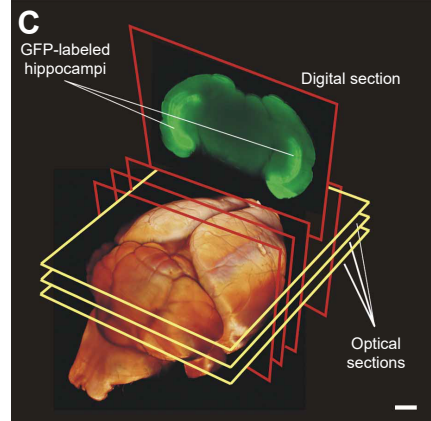 C
GFP-labeled
hippocampi
Digital section
Optical
sections